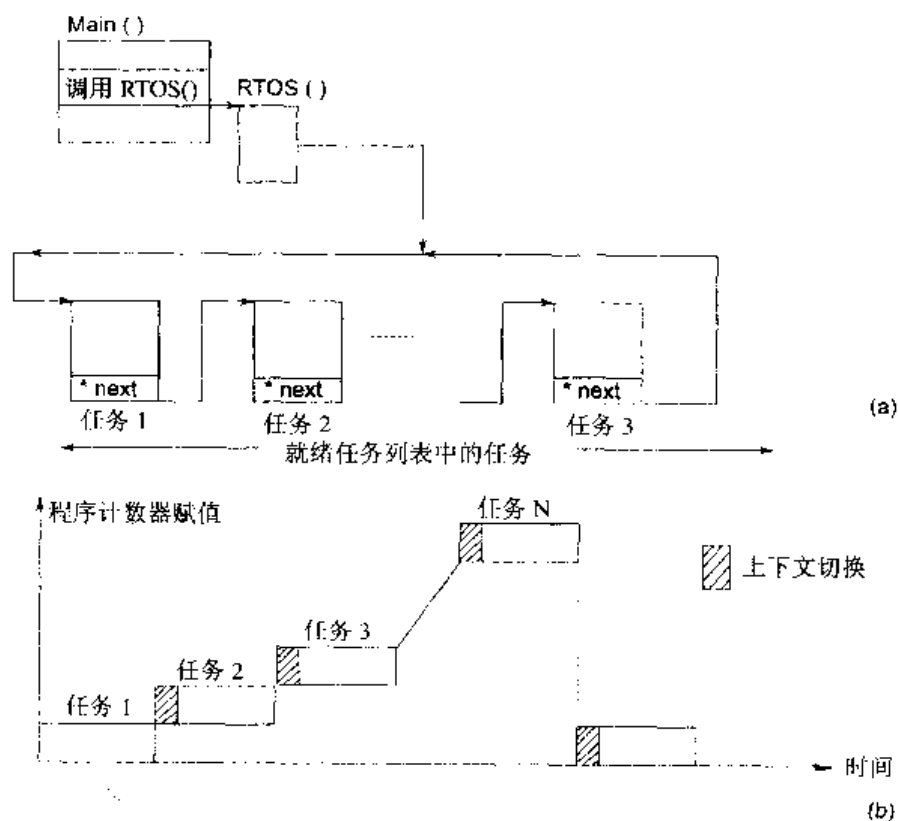 Main ( )
调用 RTOS()
RTOS ( )
* next
* next
* next
任务 1
任务 2
任务 3
(a)
就绪任务列表中的任务
程序计数器赋值
任务 N
上下文切换
任务 3
任务 2
任务 1
时间
(b)